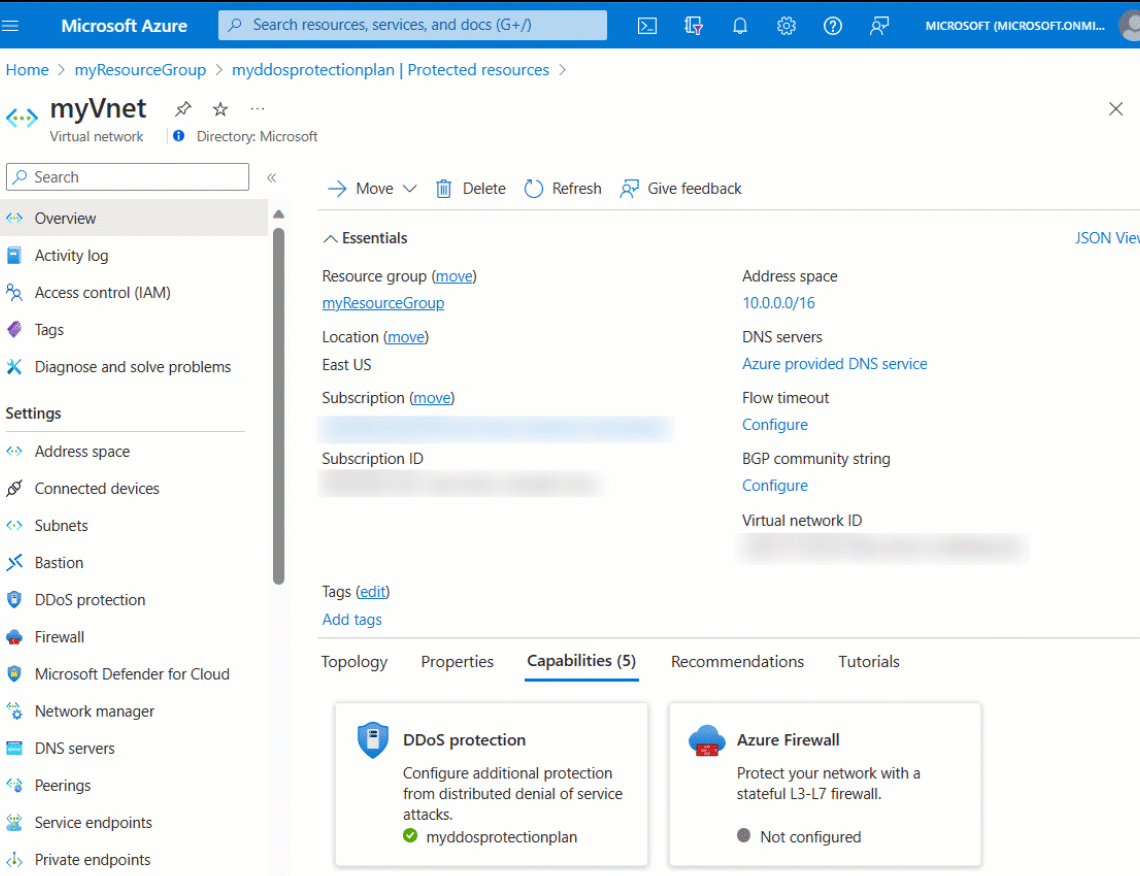 Microsoft Azure
Search resources, services, and docs (G+/)
MICROSOFT (MICROSOFT.ONMI...
Home > myResourceGroup > myddosprotectionplan | Protected resources >
myVnet
...
Virtual network
Directory: Microsoft
Search
«
Overview
Activity log
Access control (IAM)
Tags
Diagnose and solve problems
Settings
Address space
Connected devices
Subnets
Bastion
DDoS protection
Firewall
Microsoft Defender for Cloud
Network manager
DNS servers
Peerings
Service endpoints
Private endpoints
Move
Delete
Refresh
Give feedback
Essentials
JSON View
Resource group (move)
myResourceGroup
Location (move)
East US
Subscription (move)
Subscription ID
Address space
10.0.0.0/16
DNS servers
Azure provided DNS service
Flow timeout
Configure
BGP community string
Configure
Virtual network ID
Tags (edit)
Add tags
Topology
Properties
Capabilities (5)
Recommendations
Tutorials
DDoS protection
Configure additional protection
from distributed denial of service
attacks.
myddosprotectionplan
Azure Firewall
Protect your network with a
stateful L3-L7 firewall.
Not configured